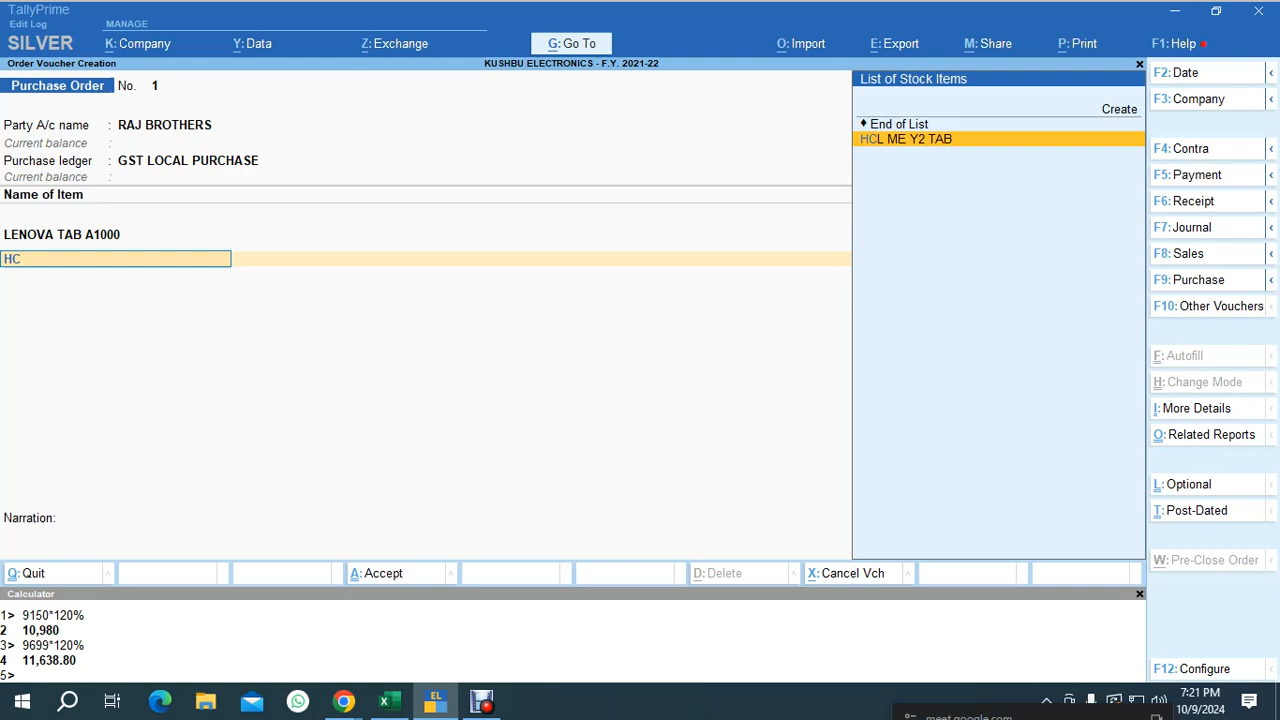 TallyPrime
Edit Log
MANAGE
SILVER
K: Company
Y: Data
Z: Exchange
G: Go To
O: Import
E: Export
M: Share
P: Print
F1: Help
Order Voucher Creation
KUSHBU ELECTRONICS - F.Y. 2021-22
Purchase Order No. 1
Party A/c name : RAJ BROTHERS
Current balance :
Purchase ledger : GST LOCAL PURCHASE
Current balance :
Name of Item
LENOVA TAB A1000
HC
Narration:
List of Stock Items
Create
♦ End of List
HCL ME Y2 TAB
F2: Date
F3: Company
F4: Contra
F5: Payment
F6: Receipt
F7: Journal
F8: Sales
F9: Purchase
F10: Other Vouchers
F: Autofill
H: Change Mode
I: More Details
O: Related Reports
L: Optional
T: Post-Dated
W: Pre-Close Order
F12: Configure
Q: Quit
A: Accept
D: Delete
X: Cancel Vch
Calculator
1> 9150*120%
2 10,980
3> 9699*120%
4 11,638.80
5>
EL
7:21 PM
10/9/2024
meet.google.com